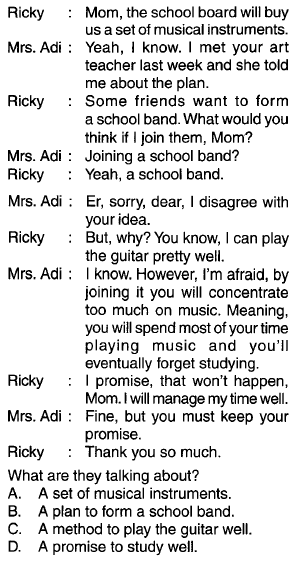 Ricky : Mom, the school board will buy
us a set of musical instruments.
Mrs. Adi : Yeah, I know. I met your art
teacher last week and she told
me about the plan.
Ricky : Some friends want to form
a school band. What would you
think if I join them, Mom?
Mrs. Adi : Joining a school band?
Ricky : Yeah, a school band.
Mrs. Adi : Er, sorry, dear, I disagree with
your idea.
Ricky : But, why? You know, I can play
the guitar pretty well.
Mrs. Adi : I know. However, I'm afraid, by
joining it you will concentrate
too much on music. Meaning,
you will spend most of your time
playing music and you'll
eventually forget studying.
Ricky : I promise, that won't happen,
Mom. I will manage my time well.
Mrs. Adi : Fine, but you must keep your
promise.
Ricky : Thank you so much.
What are they talking about?
A. A set of musical instruments.
B. A plan to form a school band.
C. A method to play the guitar well.
D. A promise to study well.